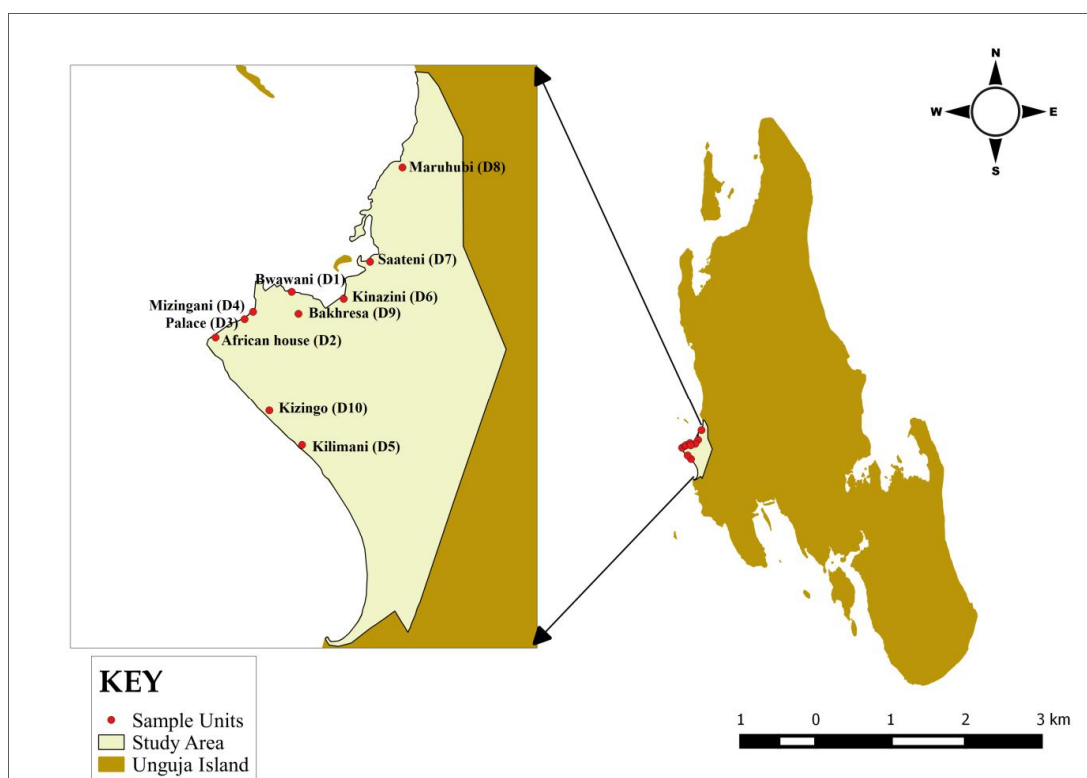 N
W E
S
Maruhubi (D8)
Saateni (D7)
Bwawani (D1)
Kinazini (D6)
Mizingani (D4)
Bakhresa (D9)
Palace (D3)
African house (D2)
Kizingo (D10)
Kilimani (D5)
KEY
Sample Units
Study Area
Unguja Island
1 0 1 2 3 km